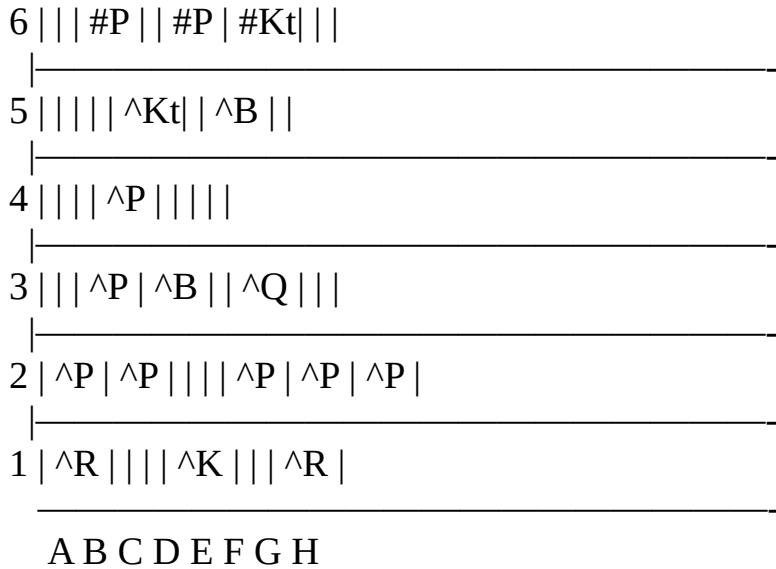 6 | | | #P | | #P | #Kt| | |
|———————————————————-
5 | | | | | ^Kt| | ^B | |
|———————————————————-
4 | | | | ^P | | | | |
|———————————————————-
3 | | | ^P | ^B | | ^Q | | |
|———————————————————-
2 | ^P | ^P | | | | ^P | ^P | ^P |
|———————————————————-
1 | ^R | | | | ^K | | | ^R |
———————————————————-
A B C D E F G H